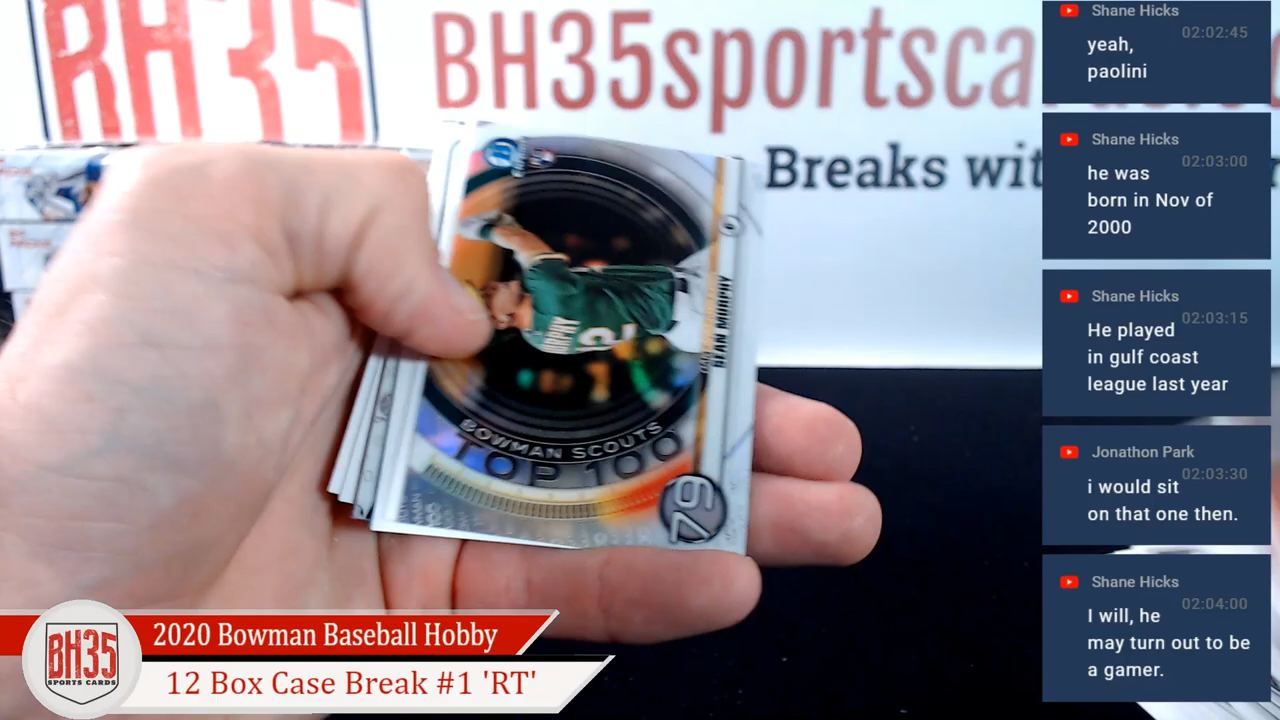 BH35
BH35sportsca
Breaks wit
SEAN MURPHY
BOWMAN SCOUTS
TOP 100
79
Shane Hicks
02:02:45
yeah,
paolini
Shane Hicks
02:03:00
he was
born in Nov of
2000
Shane Hicks
02:03:15
He played
in gulf coast
league last year
Jonathon Park
02:03:30
i would sit
on that one then.
Shane Hicks
02:04:00
I will, he
may turn out to be
a gamer.
BH35
SPORTS CARDS
2020 Bowman Baseball Hobby
12 Box Case Break #1 'RT'